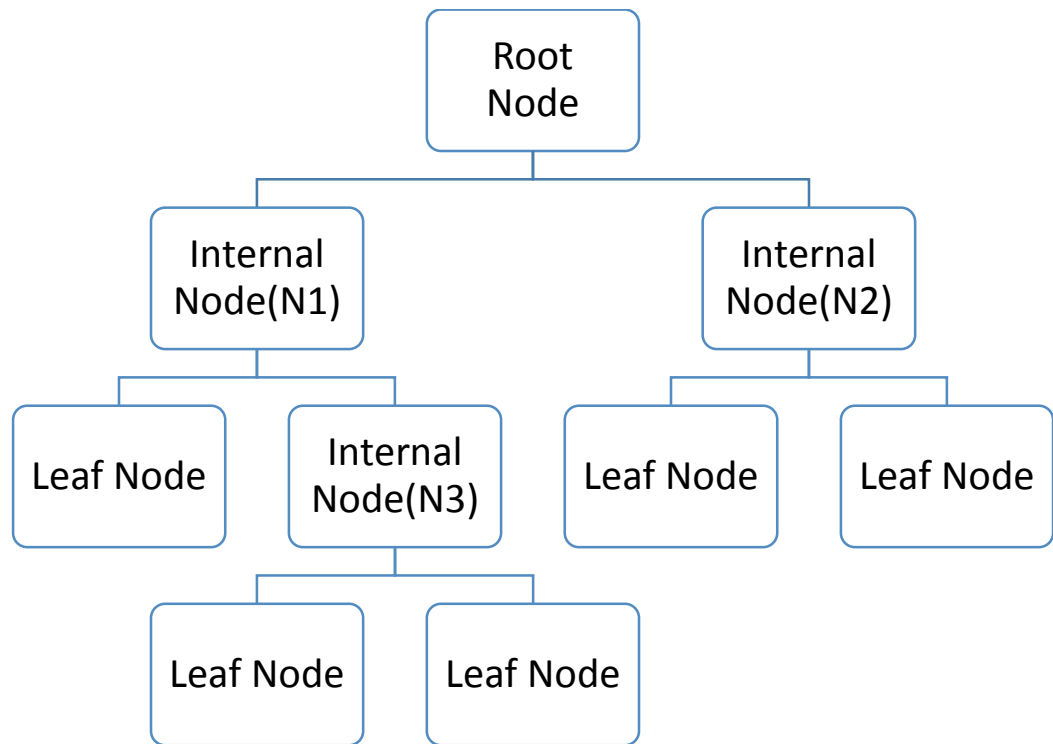 Root
Node
Internal
Node(N1)
Internal
Node(N2)
Leaf Node
Internal
Node(N3)
Leaf Node
Leaf Node
Leaf Node
Leaf Node